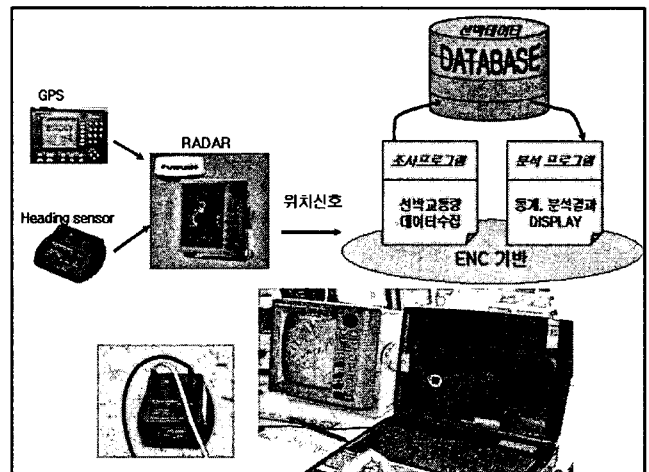 선박데이터
DATABASE
GPS
RADAR
Heading sensor
위치신호
조사프로그램
선박교통량
데이터수집
분석 프로그램
통계, 분석결과
DISPLAY
ENC 기반